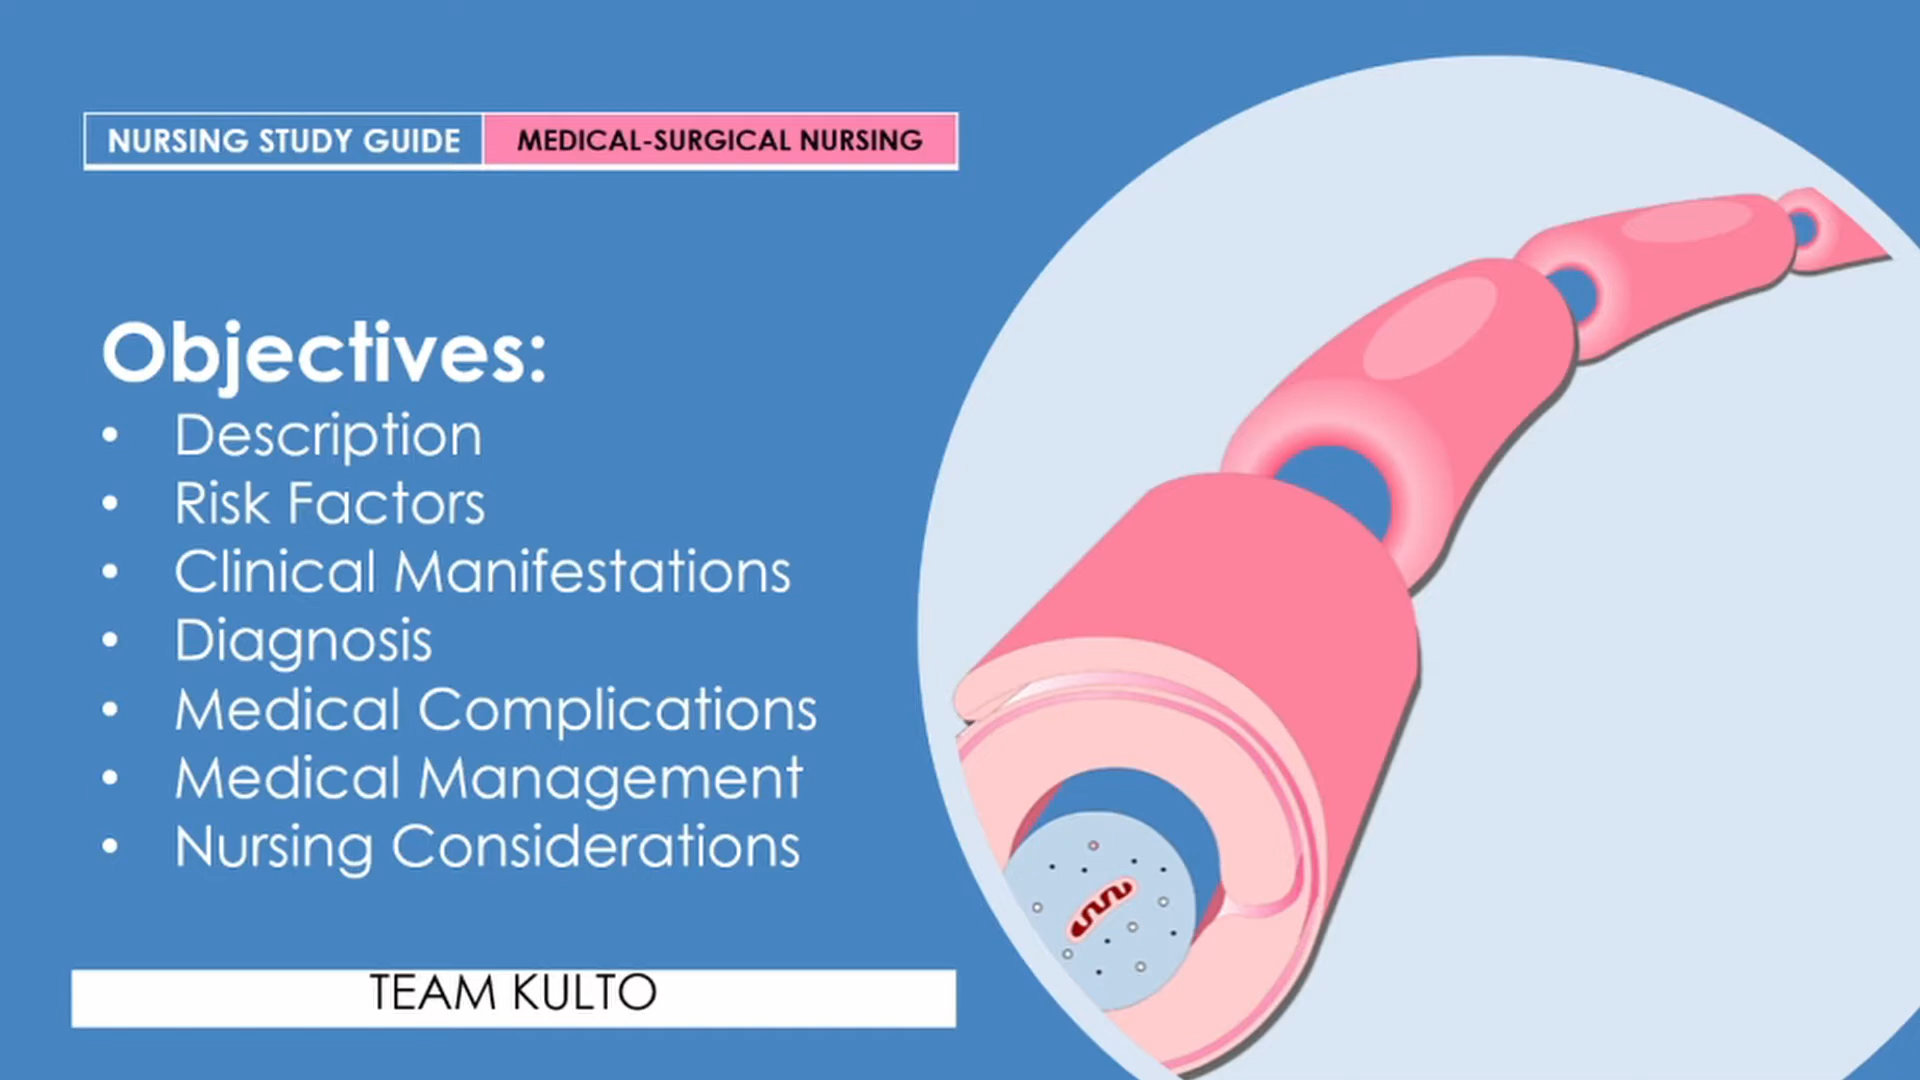 NURSING STUDY GUIDE MEDICAL-SURGICAL NURSING
Objectives:
• Description
• Risk Factors
• Clinical Manifestations
• Diagnosis
• Medical Complications
• Medical Management
• Nursing Considerations
TEAM KULTO